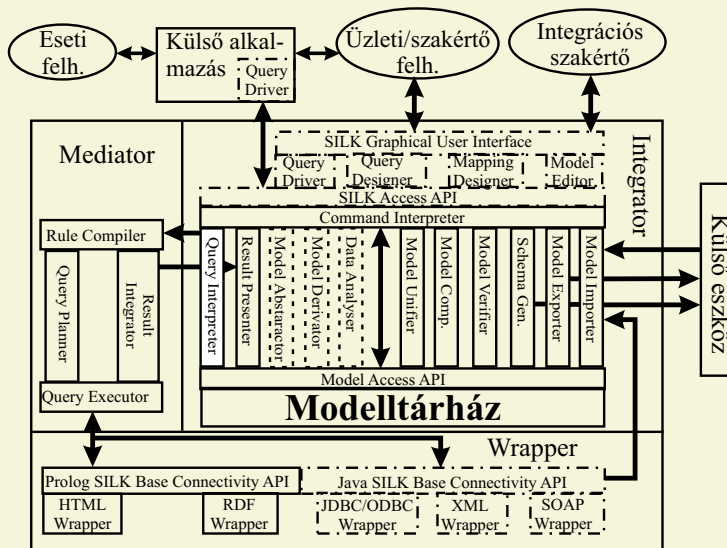 Eseti
felh.
Külső alkal-
mazás
Query
Driver
Üzleti/szakértő
felh.
Integrációs
szakértő
Mediator
SILK Graphical User Interface
Query
Driver
Query
Designer
Mapping
Designer
Model
Editor
SILK Access API
Command Interpreter
Integrator
Külső eszköz
Rule Compiler
Query Planner
Result
Integrator
Query Executor
Query Interpreter
Result Presenter
Model Abstaractor
Model Derivator
Data Analyser
Model Unifier
Model Comp.
Model Verifier
Schema Gen.
Model Exporter
Model Importer
Model Access API
Modelltárház
Wrapper
Prolog SILK Base Connectivity API
Java SILK Base Connectivity API
HTML
Wrapper
RDF
Wrapper
JDBC/ODBC
Wrapper
XML
Wrapper
SOAP
Wrapper